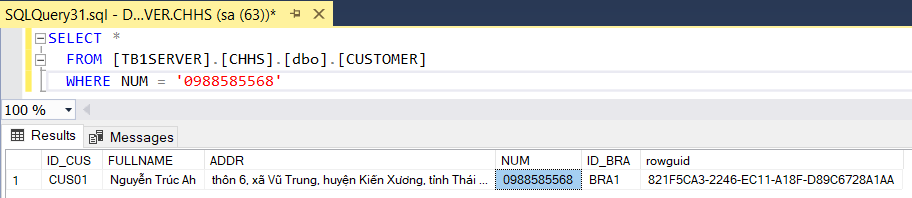 SQLQuery31.sql - D...VER.CHHS (sa (63))*
SELECT *
FROM [TB1SERVER].[CHHS].[dbo].[CUSTOMER]
WHERE NUM = '0988585568'
100 %
Results Messages
ID_CUS FULLNAME ADDR NUM ID_BRA rowguid
1 CUS01 Nguyễn Trúc Ah thôn 6, xã Vũ Trung, huyện Kiến Xương, tỉnh Thái ... 0988585568 BRA1 821F5CA3-2246-EC11-A18F-D89C6728A1AA